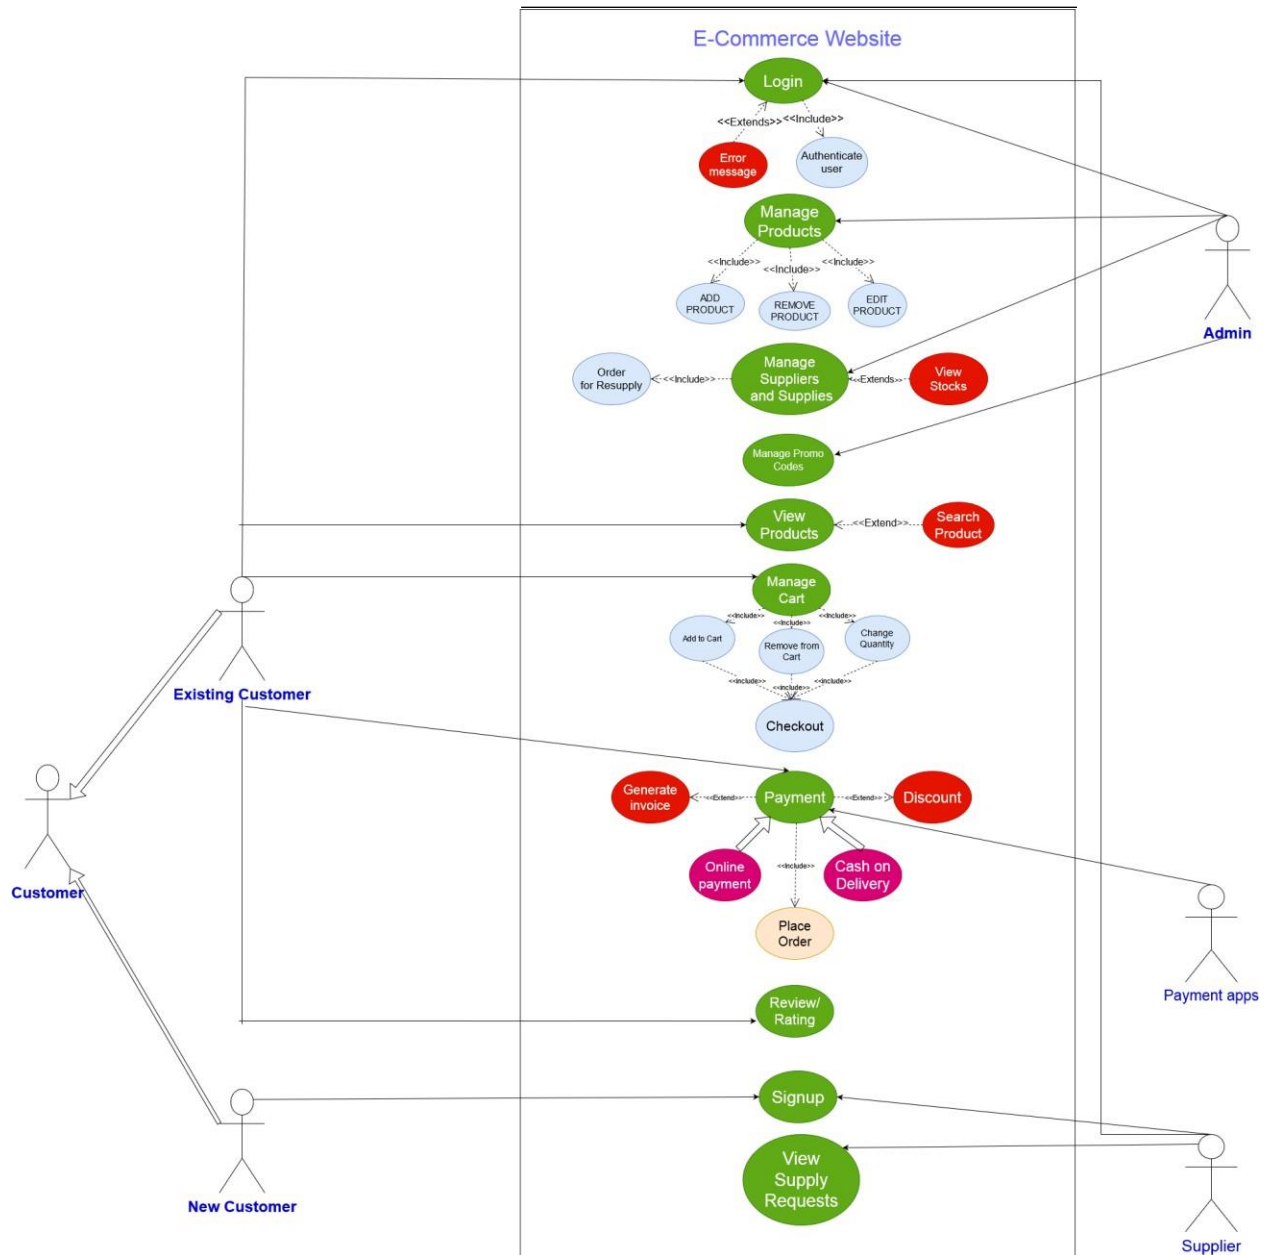 E-Commerce Website
Login
<<Extends>>
<<Include>>
Error
message
Authenticate
user
Manage
Products
<<Include>>
<<Include>>
<<Include>>
ADD
PRODUCT
REMOVE
PRODUCT
EDIT
PRODUCT
Admin
Order
for Resupply
<<Include>>
Manage
Suppliers
and Supplies
<<Extends>>
View
Stocks
Manage Promo
Codes
View
Products
<<Extend>>
Search
Product
Manage
Cart
<<Include>>
<<Include>>
<<Include>>
Add to Cart
Remove from
Cart
Change
Quantity
<<Include>>
<<Include>>
<<Include>>
Checkout
Existing Customer
Generate
invoice
<<Extend>>
Payment
<<Extend>>
Discount
Online
payment
<<Include>>
Cash on
Delivery
Customer
Place
Order
Payment apps
Review/
Rating
Signup
View
Supply
Requests
New Customer
Supplier